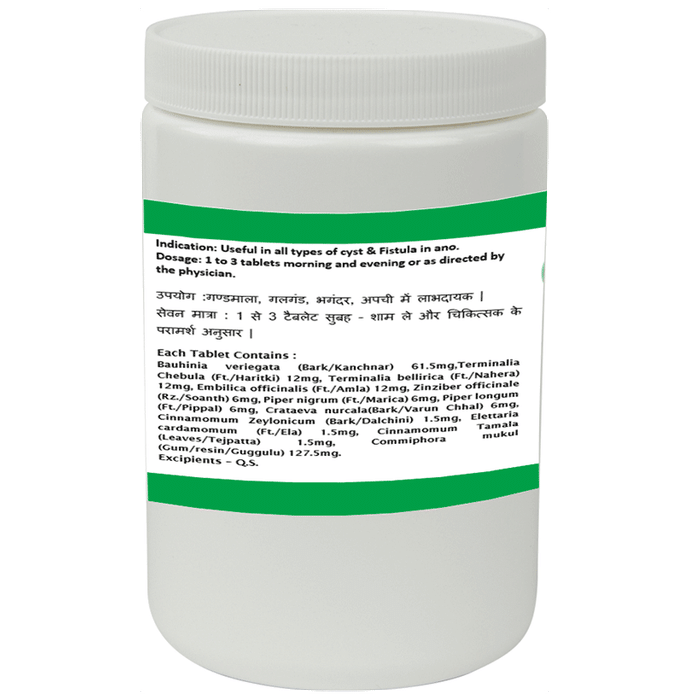 Indication: Useful in all types of cyst & Fistula in ano.
Dosage: 1 to 3 tablets morning and evening or as directed by
the physician.
उपयोग :गण्डमाला, गलगंड, भगंदर, अपची में लाभदायक |
सेवन मात्रा : 1 से 3 टैबलेट सुबह - शाम ले और चिकित्सक के
परामर्श अनुसार |
Each Tablet Contains :
Bauhinia veriegata (Bark/Kanchnar) 61.5mg,Terminalia
Chebula (Ft./Haritki) 12mg, Terminalia bellirica (Ft./Nahera)
12mg, Embilica officinalis (Ft./Amla) 12mg, Zinziber officinale
(Rz./Soanth) 6mg, Piper nigrum (Ft./Marica) 6mg, Piper longum
(Ft./Pippal) 6mg, Crataeva nurcala(Bark/Varun Chhal) 6mg,
Cinnamomum Zeylonicum (Bark/Dalchini) 1.5mg, Elettaria
cardamomum (Ft./Ela) 1.5mg, Cinnamomum Tamala
(Leaves/Tejpatta) 1.5mg, Commiphora mukul
(Gum/resin/Guggulu) 127.5mg.
Excipients – Q.S.